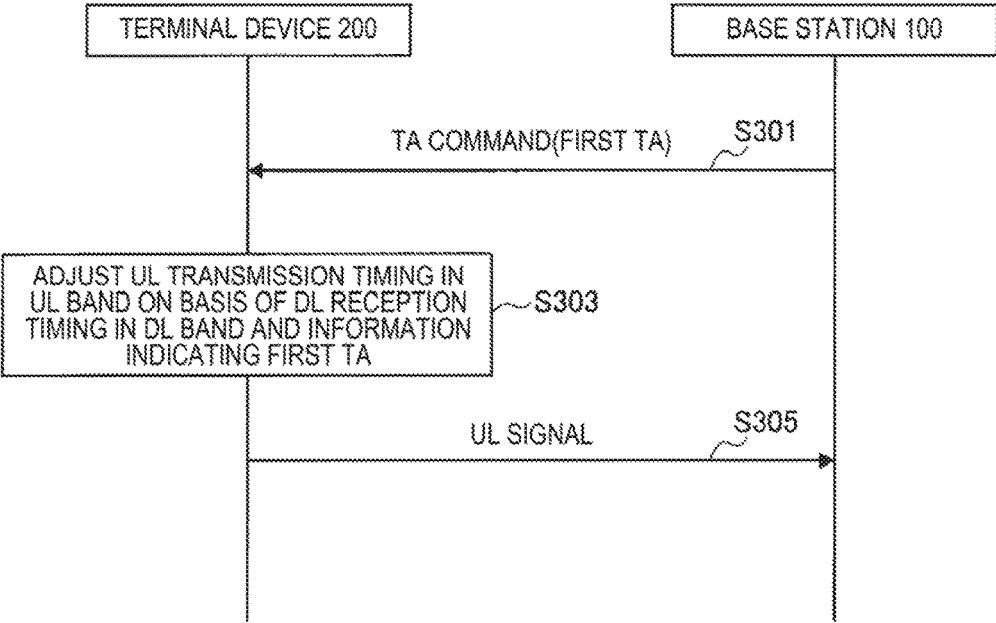 TERMINAL DEVICE 200
BASE STATION 100
TA COMMAND(FIRST TA)
S301
ADJUST UL TRANSMISSION TIMING IN
UL BAND ON BASIS OF DL RECEPTION
TIMING IN DL BAND AND INFORMATION
INDICATING FIRST TA
S303
UL SIGNAL
S305